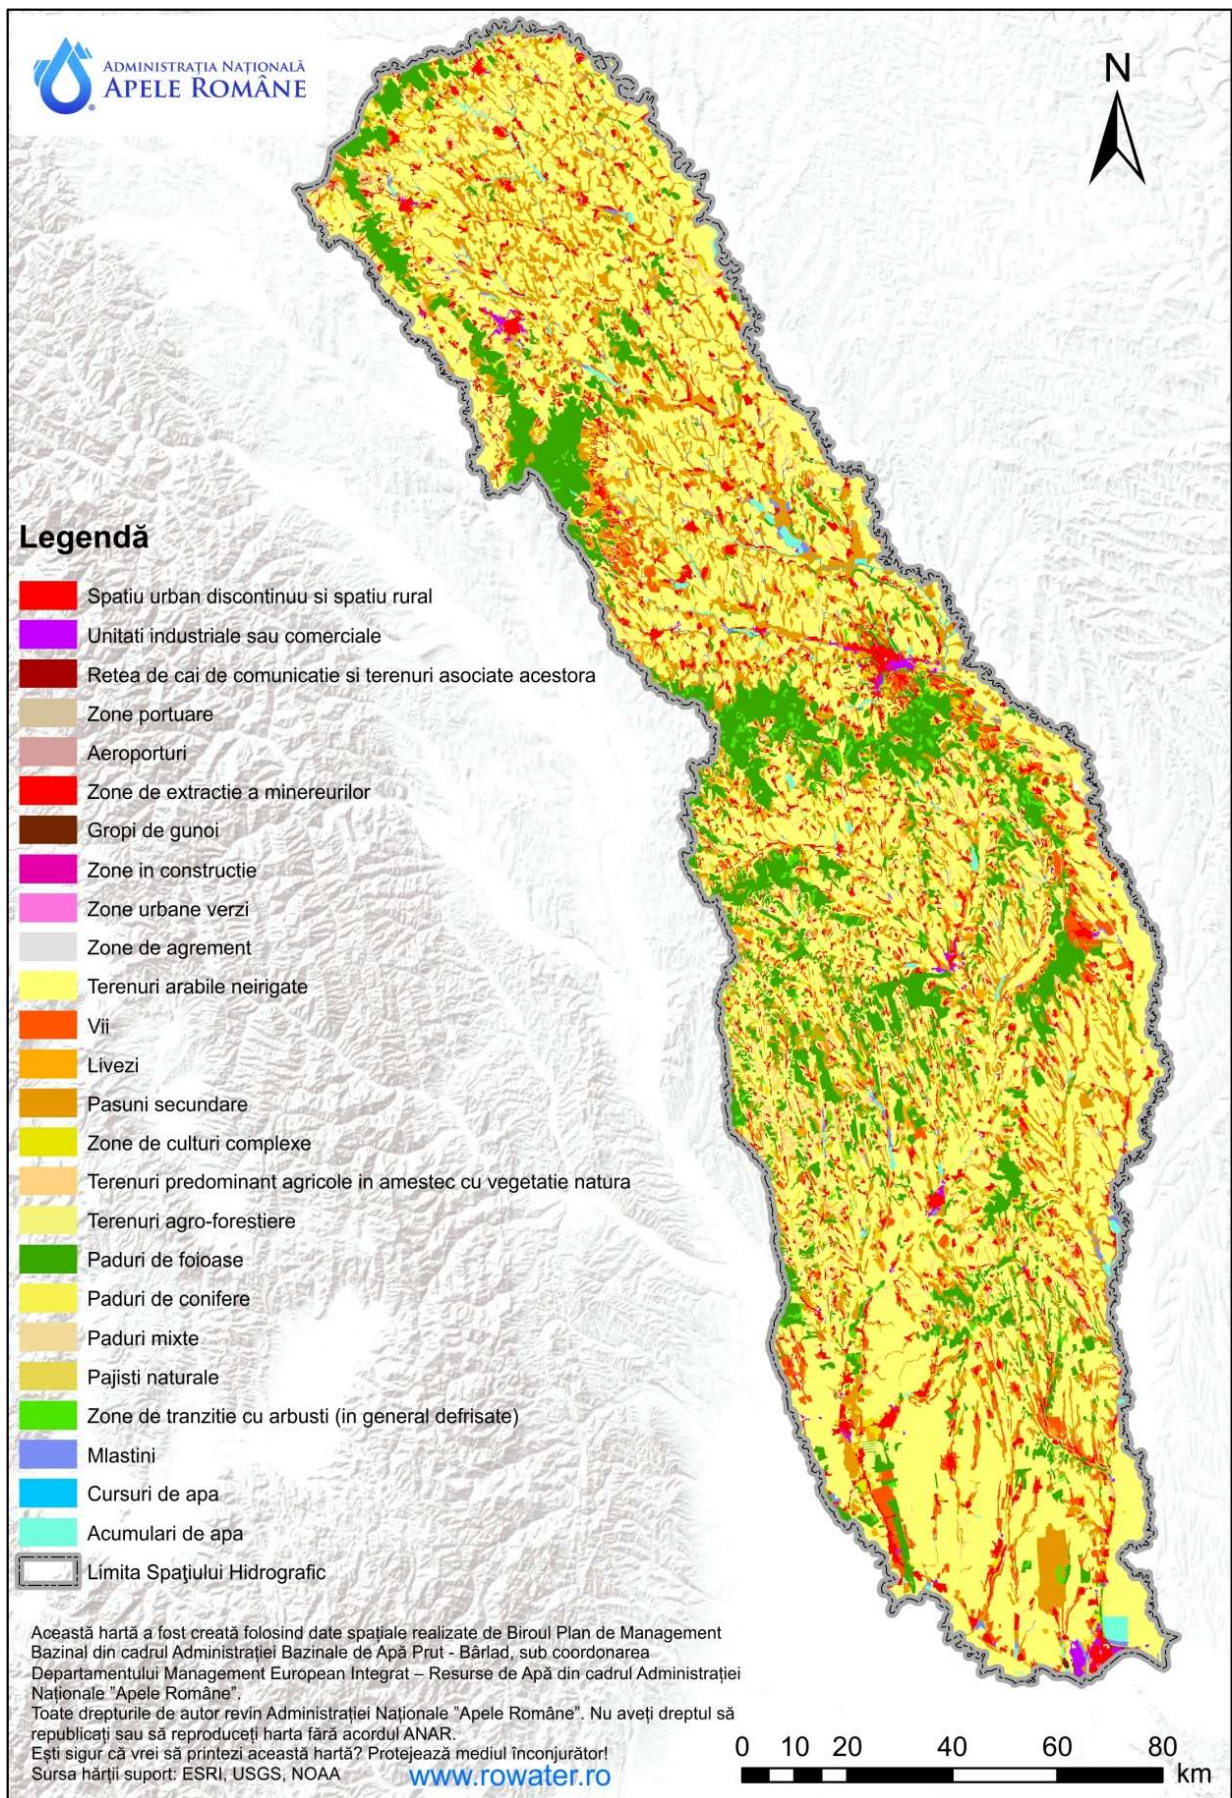 ADMINISTRAȚIA NAȚIONALĂ
APELE ROMÂNE
N
Legendă
Spatiu urban discontinuu si spatiu rural
Unitati industriale sau comerciale
Retea de cai de comunicatie si terenuri asociate acestora
Zone portuare
Aeroporturi
Zone de extractie a minereurilor
Gropi de gunoi
Zone in constructie
Zone urbane verzi
Zone de agrement
Terenuri arabile neirigate
Vii
Livezi
Pasuni secundare
Zone de culturi complexe
Terenuri predominant agricole in amestec cu vegetatie natura
Terenuri agro-forestiere
Paduri de foioase
Paduri de conifere
Paduri mixte
Pajisti naturale
Zone de tranzitie cu arbusti (in general defrisate)
Mlastini
Cursuri de apa
Acumulari de apa
Limita Spaţiului Hidrografic
Această hartă a fost creată folosind date spațiale realizate de Biroul Plan de Management
Bazinal din cadrul Administrației Bazinale de Apă Prut - Bârlad, sub coordonarea
Departamentului Management European Integrat – Resurse de Apă din cadrul Administrației
Naționale "Apele Române".
Toate drepturile de autor revin Administrației Naționale "Apele Române". Nu aveți dreptul să
republicați sau să reproduceți harta fără acordul ANAR.
Ești sigur că vrei să printezi această hartă? Protejează mediul înconjurător!
Sursa hărții suport: ESRI, USGS, NOAA
www.rowater.ro
0 10 20 40 60 80
km